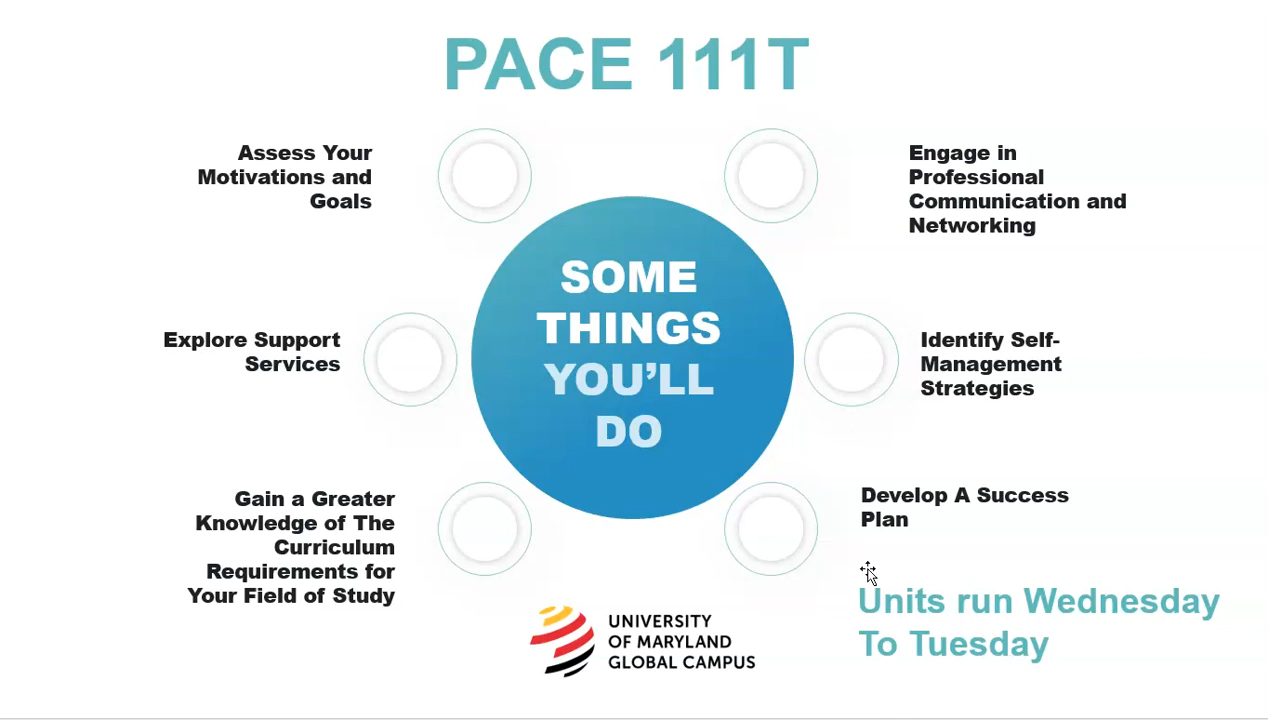 PACE 111T
Assess Your
Motivations and
Goals
Engage in
Professional
Communication and
Networking
SOME
THINGS
YOU'LL
DO
Explore Support
Services
Identify Self-
Management
Strategies
Gain a Greater
Knowledge of The
Curriculum
Requirements for
Your Field of Study
Develop A Success
Plan
Units run Wednesday
To Tuesday
UNIVERSITY
OF MARYLAND
GLOBAL CAMPUS